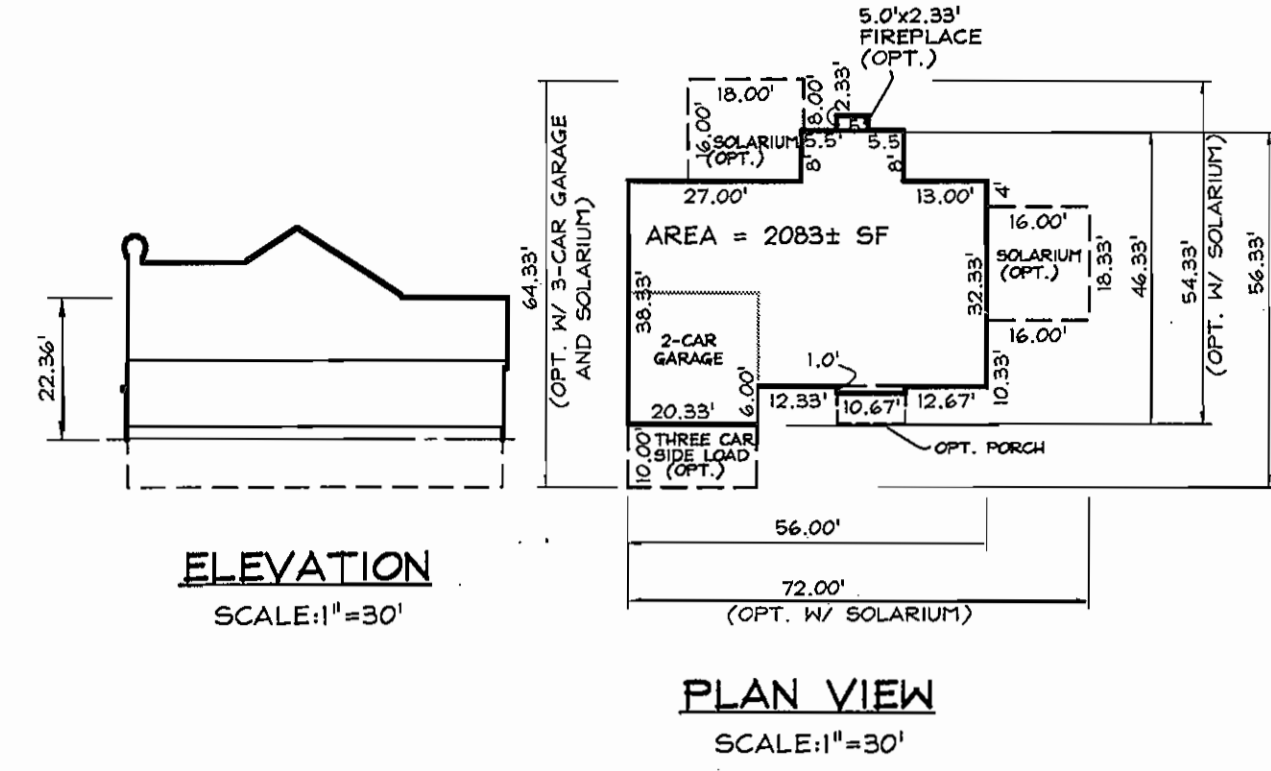 5.0'x2.33'
FIREPLACE
(OPT.)
18.00'
8.00'
2.33'
16.00'
SOLARIUM
(OPT.)
5.5'
5'
5.5'
8'
8'
27.00'
13.00'
4'
AREA = 2083± SF
16.00'
SOLARIUM
(OPT.)
16.00'
18.33'
32.33'
10.33'
46.33'
54.33'
(OPT. W/ SOLARIUM)
56.33'
38.33'
2-CAR
GARAGE
1.0'
6.00'
20.33'
12.33'
10.67'
12.67'
OPT. PORCH
10.00'
THREE CAR
SIDE LOAD
(OPT.)
64.33'
(OPT. W/ 3-CAR GARAGE
AND SOLARIUM)
22.36'
56.00'
72.00'
(OPT. W/ SOLARIUM)
ELEVATION
SCALE:1"=30'
PLAN VIEW
SCALE:1"=30'